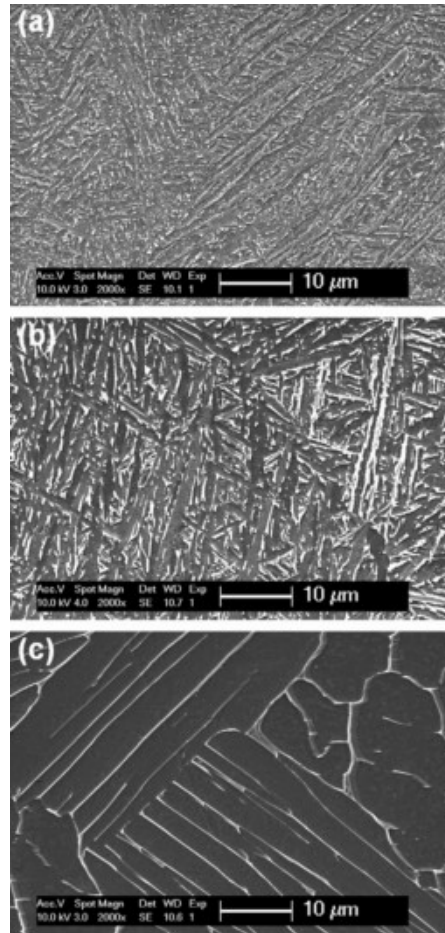 (a)
Acc.V Spot Magn Det WD Exp
10.0 kV 3.0 2000x SE 10.1 1
10 µm
(b)
Acc.V Spot Magn Det WD Exp
10.0 kV 4.0 2000x SE 10.7 1
10 µm
(c)
Acc.V Spot Magn Det WD Exp
10.0 kV 3.0 2000x SE 10.6 1
10 µm